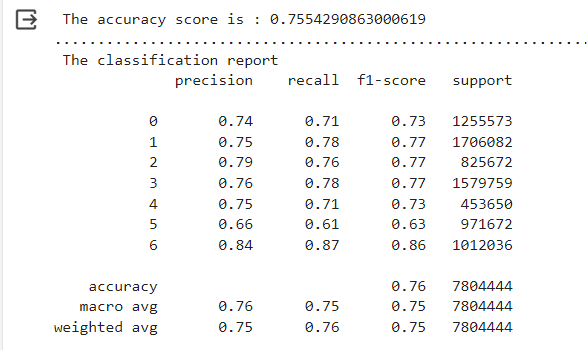 The accuracy score is : 0.7554290863000619
................................................................
The classification report
precision recall f1-score support
0 0.74 0.71 0.73 1255573
1 0.75 0.78 0.77 1706082
2 0.79 0.76 0.77 825672
3 0.76 0.78 0.77 1579759
4 0.75 0.71 0.73 453650
5 0.66 0.61 0.63 971672
6 0.84 0.87 0.86 1012036
accuracy 0.76 7804444
macro avg 0.76 0.75 0.75 7804444
weighted avg 0.75 0.76 0.75 7804444